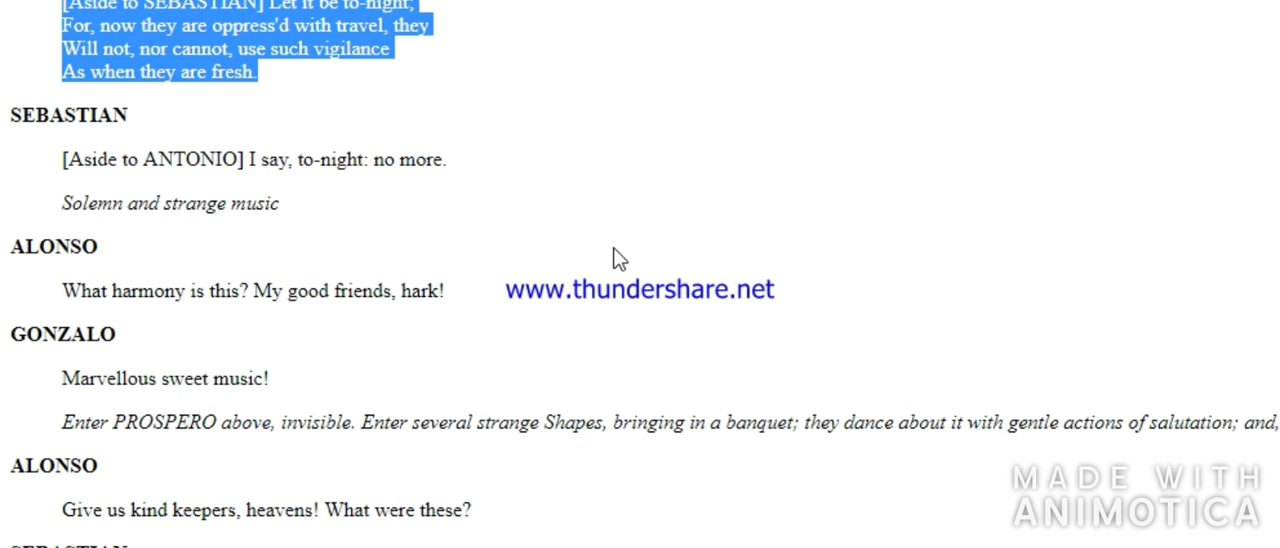 [Aside to SEBASTIAN] Let it be to-night;
For, now they are oppress'd with travel, they
Will not, nor cannot, use such vigilance
As when they are fresh.
SEBASTIAN
[Aside to ANTONIO] I say, to-night: no more.
Solemn and strange music
ALONSO
What harmony is this? My good friends, hark!
www.thundershare.net
GONZALO
Marvellous sweet music!
Enter PROSPERO above, invisible. Enter several strange Shapes, bringing in a banquet; they dance about it with gentle actions of salutation; and,
ALONSO
Give us kind keepers, heavens! What were these?
SEBASTIAN
MADE WITH
ANIMOTICA